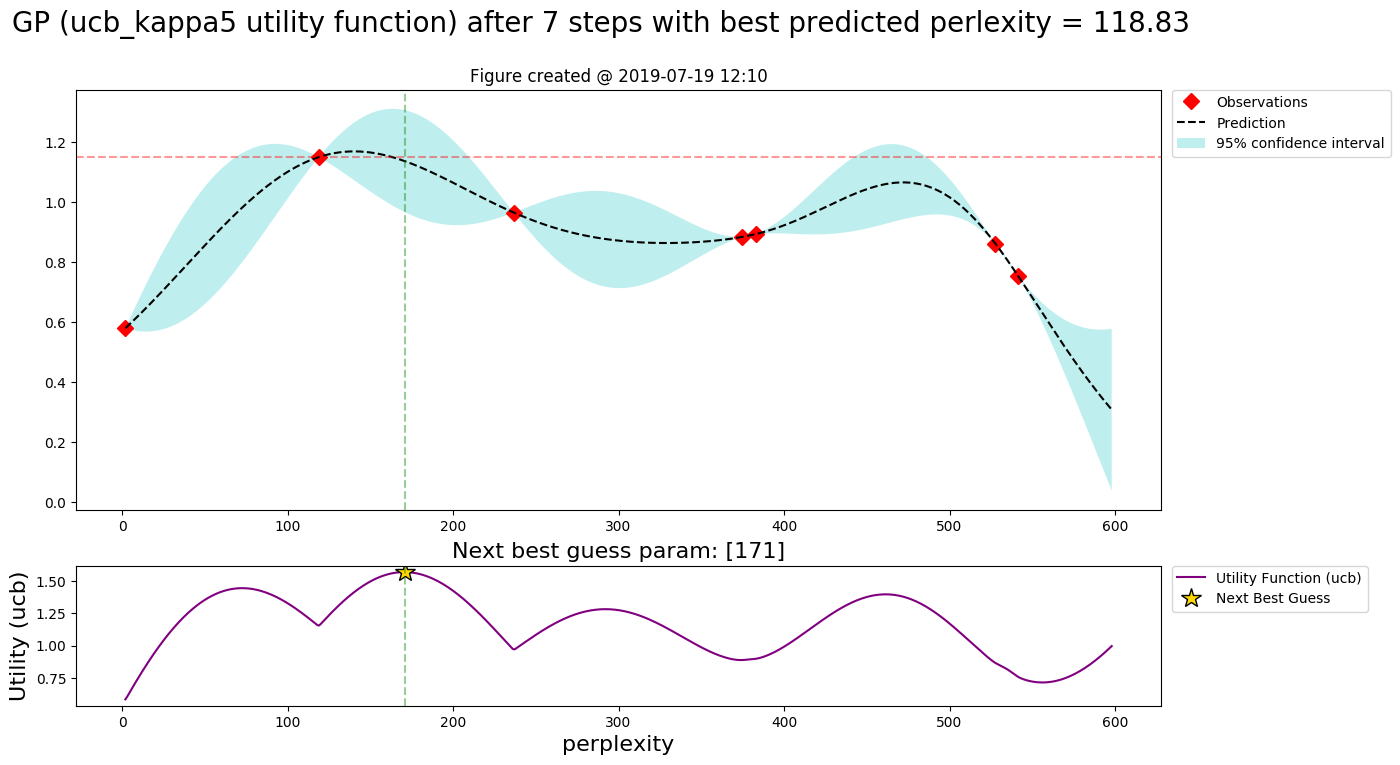 GP (ucb_kappa5 utility function) after 7 steps with best predicted perlexity = 118.83
Figure created @ 2019-07-19 12:10
Observations
Prediction
95% confidence interval
1.2
1.0
0.8
0.6
0.4
0.2
0.0
0 100 200 300 400 500 600
Next best guess param: [171]
Utility (ucb)
1.50
1.25
1.00
0.75
Utility Function (ucb)
Next Best Guess
0 100 200 300 400 500 600
perplexity